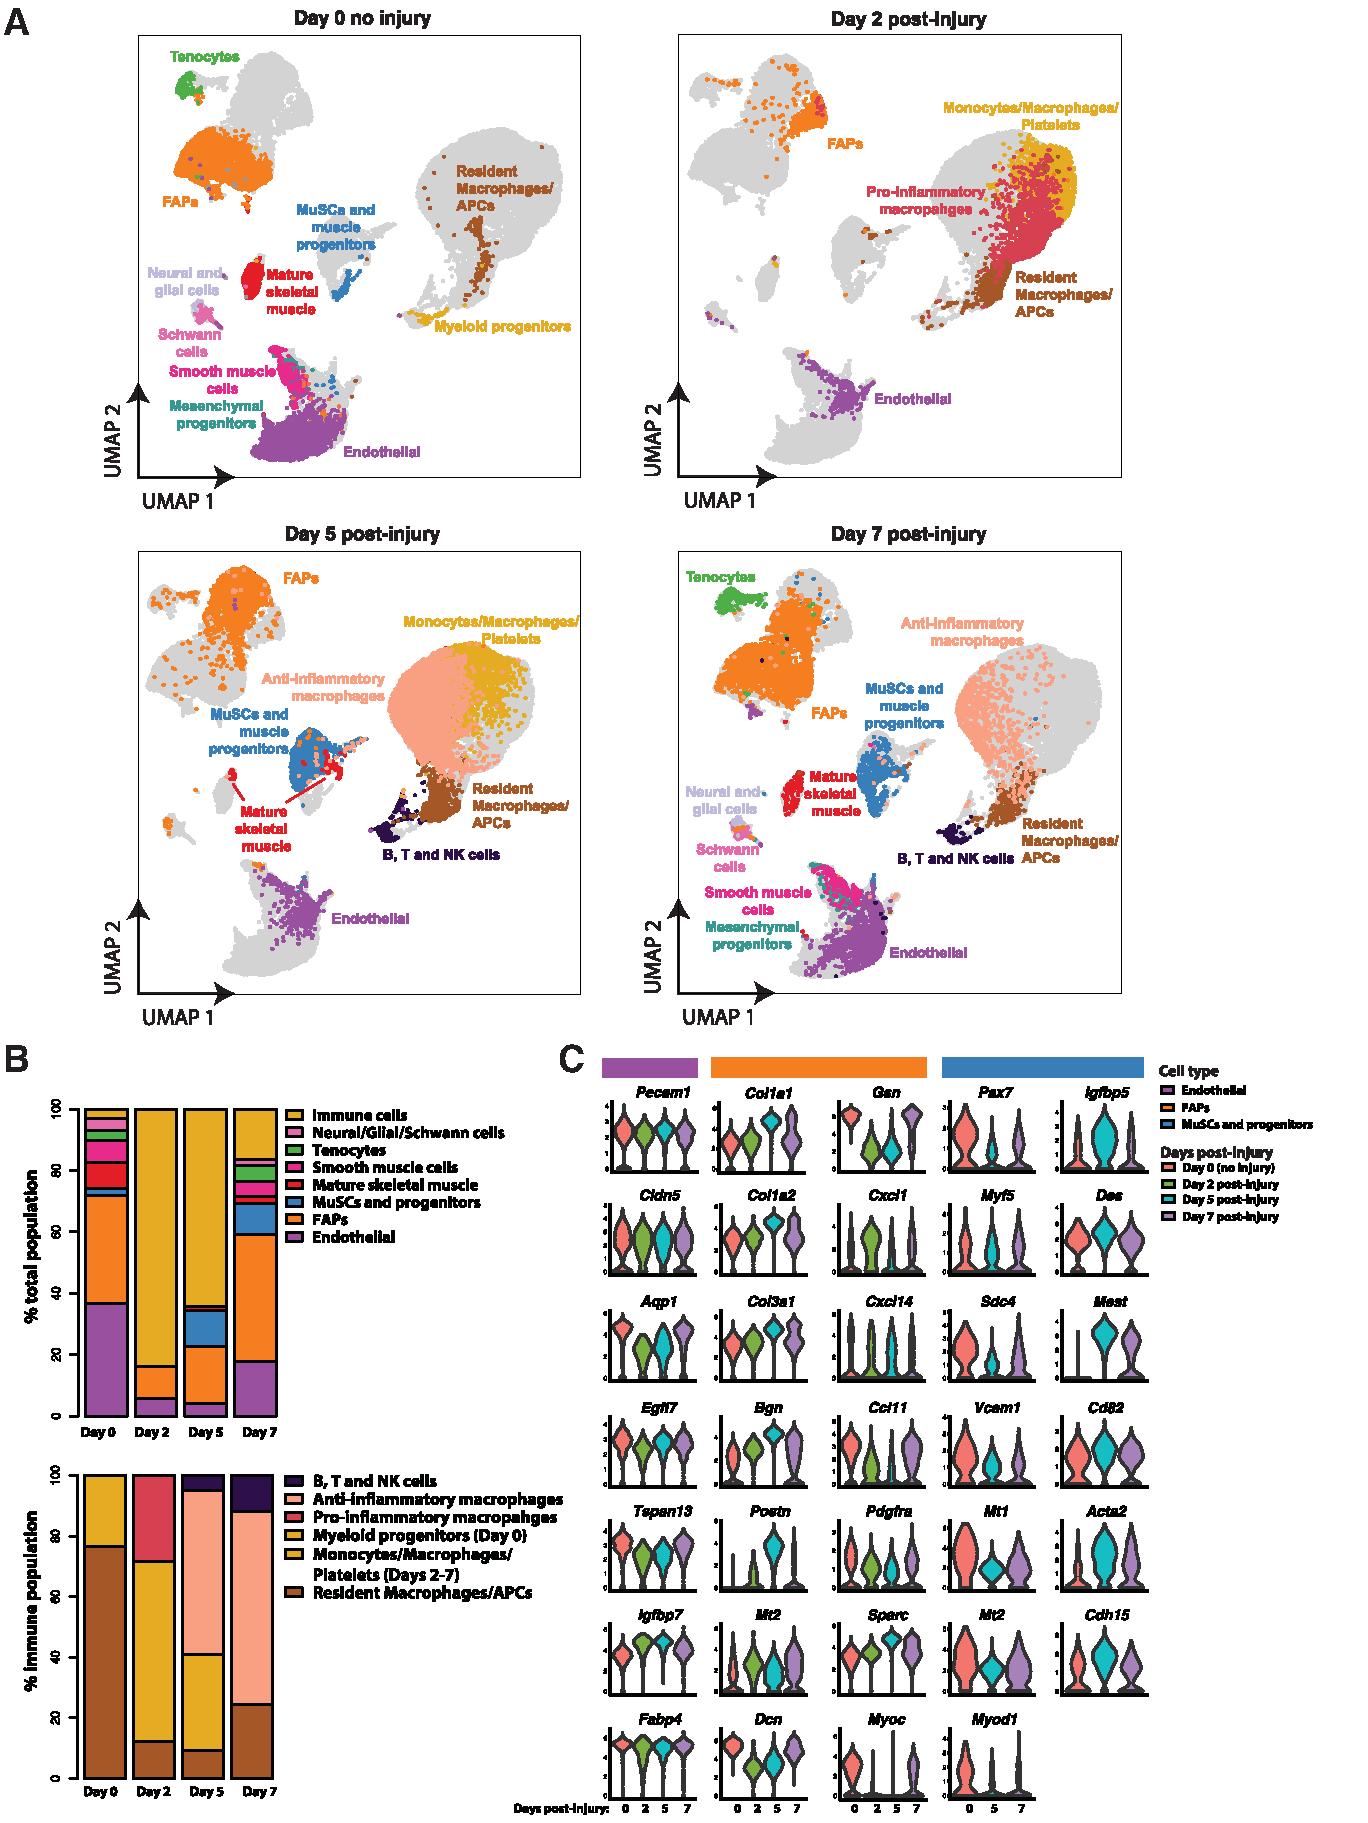 A
Day 0 no injury
Tenocytes
FAPs
Resident
Macrophages/
APCs
MuSCs and
muscle
progenitors
Neural and
glial cells
Mature
skeletal
muscle
Schwann
cells
Myeloid progenitors
Smooth muscle
cells
Mesenchymal
progenitors
Endothelial
UMAP 2
UMAP 1
Day 2 post-injury
Monocytes/Macrophages/
Platelets
FAPs
Pro-inflammatory
macropahges
Resident
Macrophages/
APCs
Endothelial
UMAP 2
UMAP 1
Day 5 post-injury
FAPs
Monocytes/Macrophages/
Platelets
Anti-inflammatory
macrophages
MuSCs and
muscle
progenitors
Mature
skeletal
muscle
Resident
Macrophages/
APCs
B, T and NK cells
Endothelial
UMAP 2
UMAP 1
Day 7 post-injury
Tenocytes
Anti-inflammatory
macrophages
MuSCs and
muscle
progenitors
FAPs
Mature
skeletal
muscle
Neural and
glial cells
Schwann
cells
Resident
Macrophages/
APCs
B, T and NK cells
Smooth muscle
cells
Mesenchymal
progenitors
Endothelial
UMAP 2
UMAP 1
B
% total population
100
80
60
40
20
0
Day 0 Day 2 Day 5 Day 7
Immune cells
Neural/Glial/Schwann cells
Tenocytes
Smooth muscle cells
Mature skeletal muscle
MuSCs and progenitors
FAPs
Endothelial
% immune population
100
80
60
40
20
0
Day 0 Day 2 Day 5 Day 7
B, T and NK cells
Anti-inflammatory macrophages
Pro-inflammatory macropahges
Myeloid progenitors (Day 0)
Monocytes/Macrophages/
Platelets (Days 2-7)
Resident Macrophages/APCs
C
Pecam1 Col1a1 Gsn Pax7 Igfbp5
Cldn5 Col1a2 Cxcl1 Myf5 Des
Aqp1 Col3a1 Cxcl14 Sdc4 Mest
Egfl7 Bgn Ccl11 Vcam1 Cd82
Tspan13 Postn Pdgfra Mt1 Acta2
Igfbp7 Mt2 Sparc Mt2 Cdh15
Fabp4 Dcn Myoc Myod1
Days post-injury: 0 2 5 7 0 2 5 7 0 2 5 7 0 5 7
Cell type
Endothelial
FAPs
MuSCs and progenitors
Days post-injury
Day 0 (no injury)
Day 2 post-injury
Day 5 post-injury
Day 7 post-injury